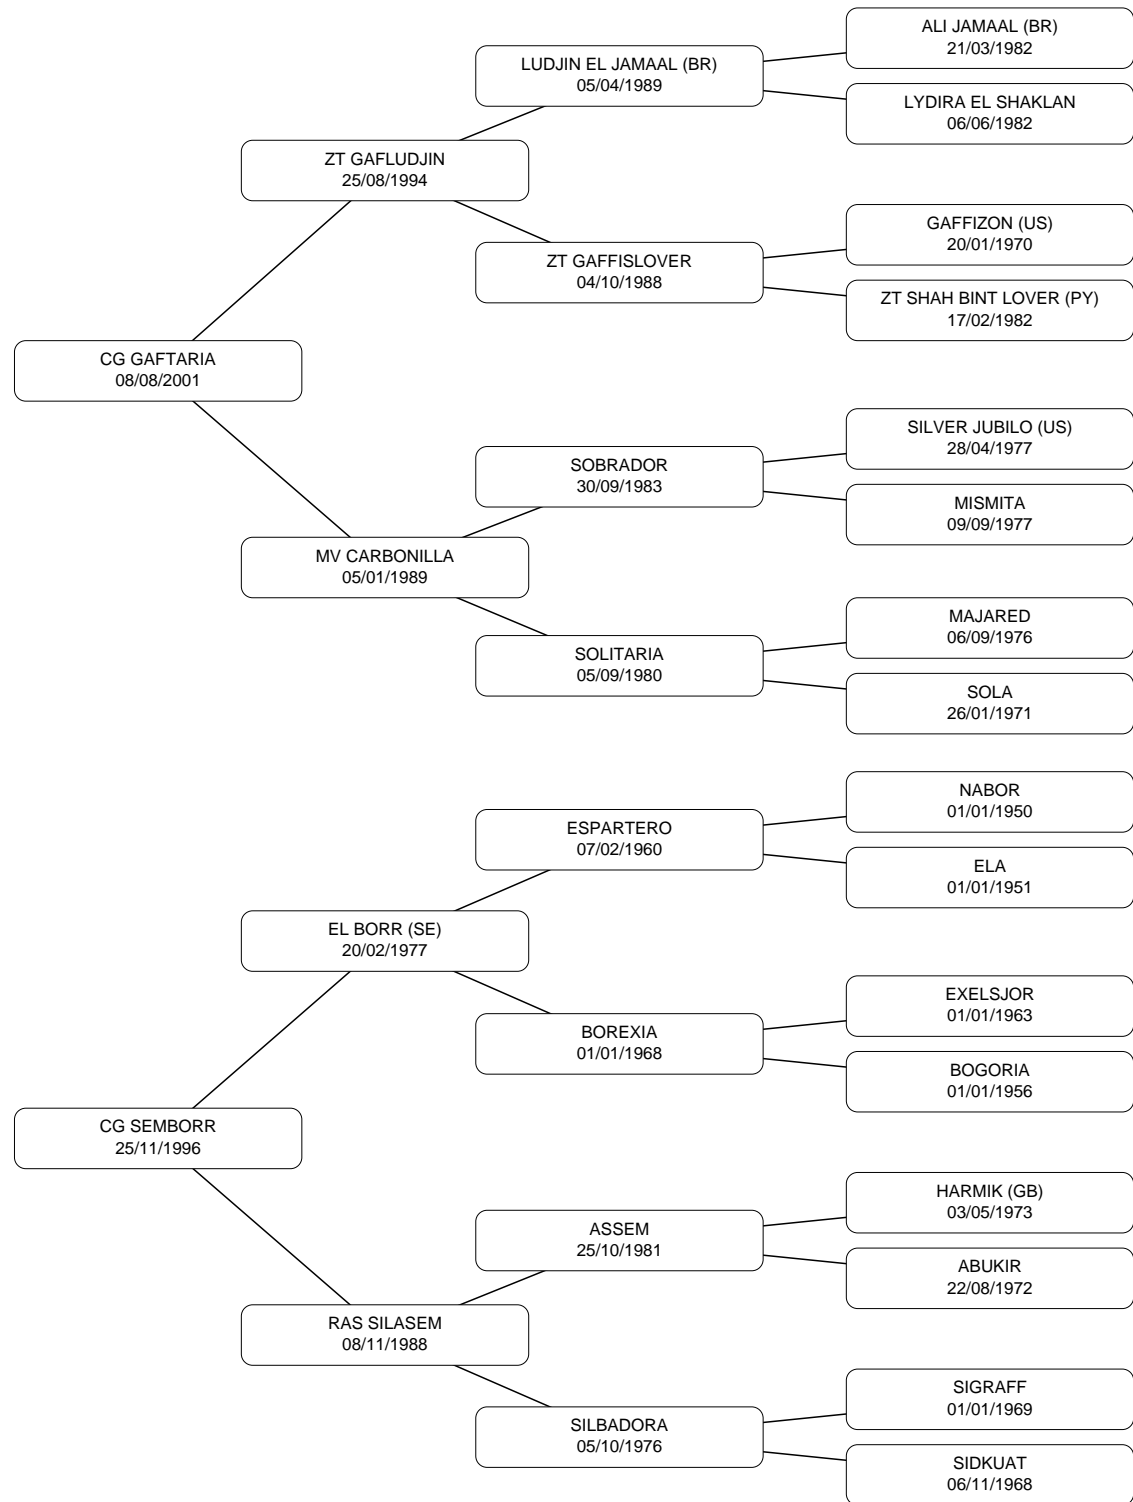 ALI JAMAAL (BR)
21/03/1982
LUDJIN EL JAMAAL (BR)
05/04/1989
LYDIRA EL SHAKLAN
06/06/1982
ZT GAFLUDJIN
25/08/1994
GAFFIZON (US)
20/01/1970
ZT GAFFISLOVER
04/10/1988
ZT SHAH BINT LOVER (PY)
17/02/1982
CG GAFTARIA
08/08/2001
SILVER JUBILO (US)
28/04/1977
SOBRADOR
30/09/1983
MISMITA
09/09/1977
MV CARBONILLA
05/01/1989
MAJARED
06/09/1976
SOLITARIA
05/09/1980
SOLA
26/01/1971
NABOR
01/01/1950
ESPARTERO
07/02/1960
ELA
01/01/1951
EL BORR (SE)
20/02/1977
EXELSJOR
01/01/1963
BOREXIA
01/01/1968
BOGORIA
01/01/1956
CG SEMBORR
25/11/1996
HARMIK (GB)
03/05/1973
ASSEM
25/10/1981
ABUKIR
22/08/1972
RAS SILASEM
08/11/1988
SIGRAFF
01/01/1969
SILBADORA
05/10/1976
SIDKUAT
06/11/1968